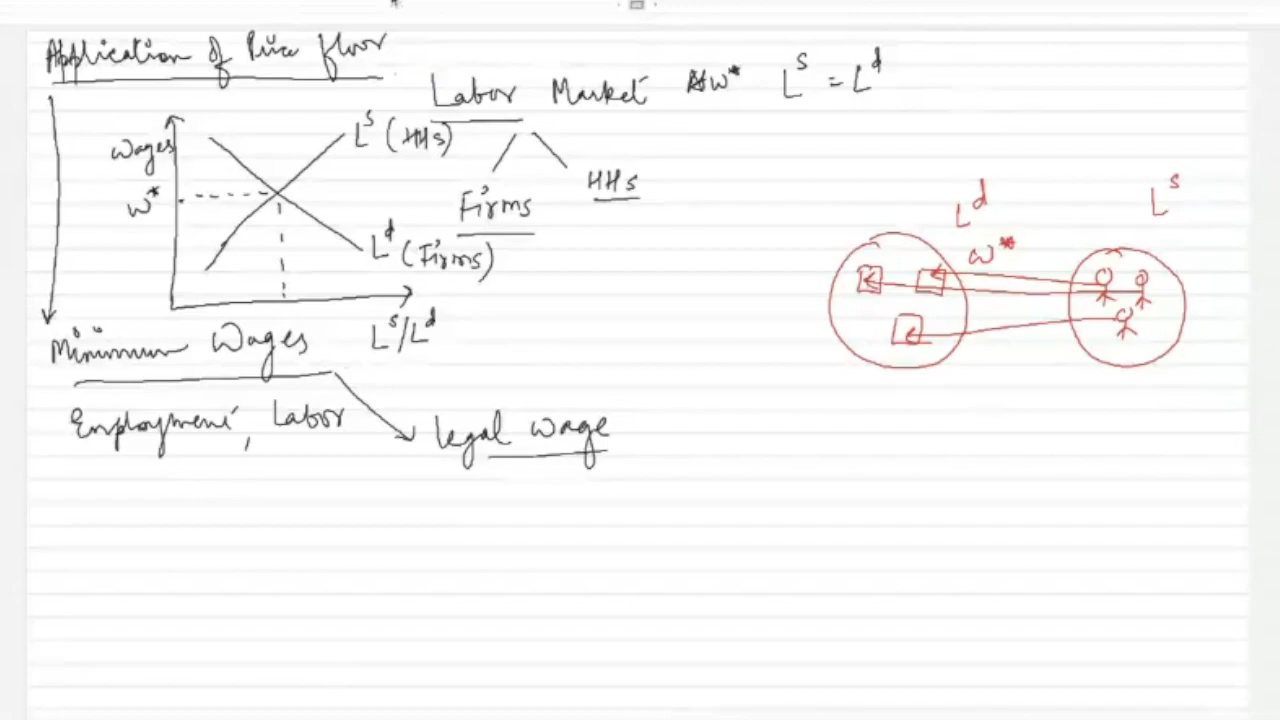 Application of Price floor
Labor Market At w* L^s = L^d
Wages
L^s (HHs)
Firms
HHs
w*
L^d (Firms)
L^s/L^d
L^d
L^s
w*
Minimum Wages
Employment, Labor
legal wage